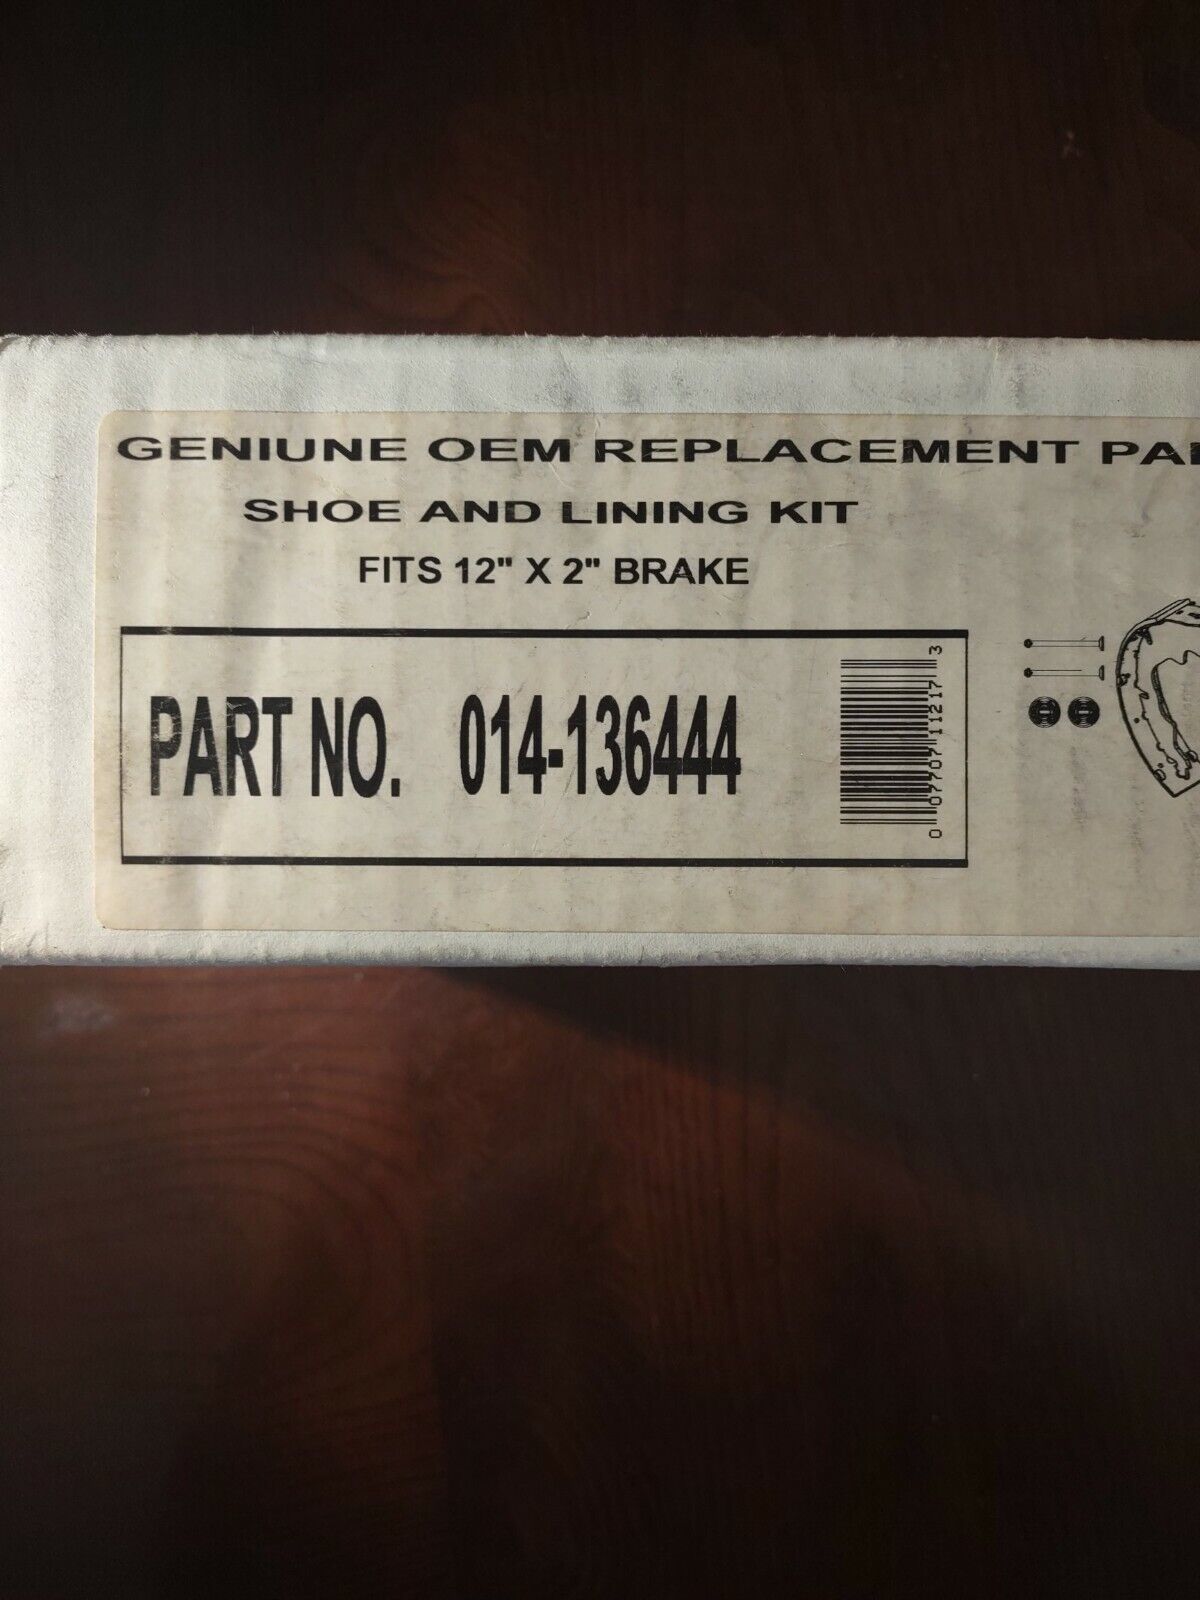 GENIUNE OEM REPLACEMENT PA
SHOE AND LINING KIT
FITS 12" X 2" BRAKE
PART NO. 014-136444
0 07707 11217 3